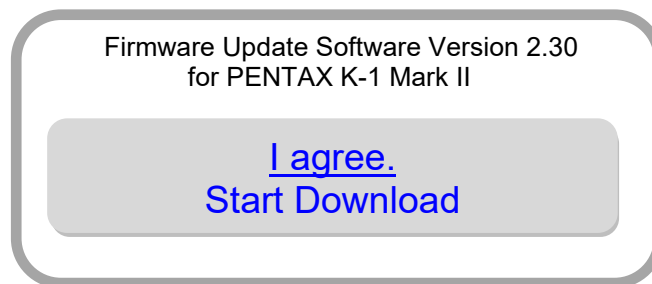 Firmware Update Software Version 2.30
for PENTAX K-1 Mark II
I agree.
Start Download